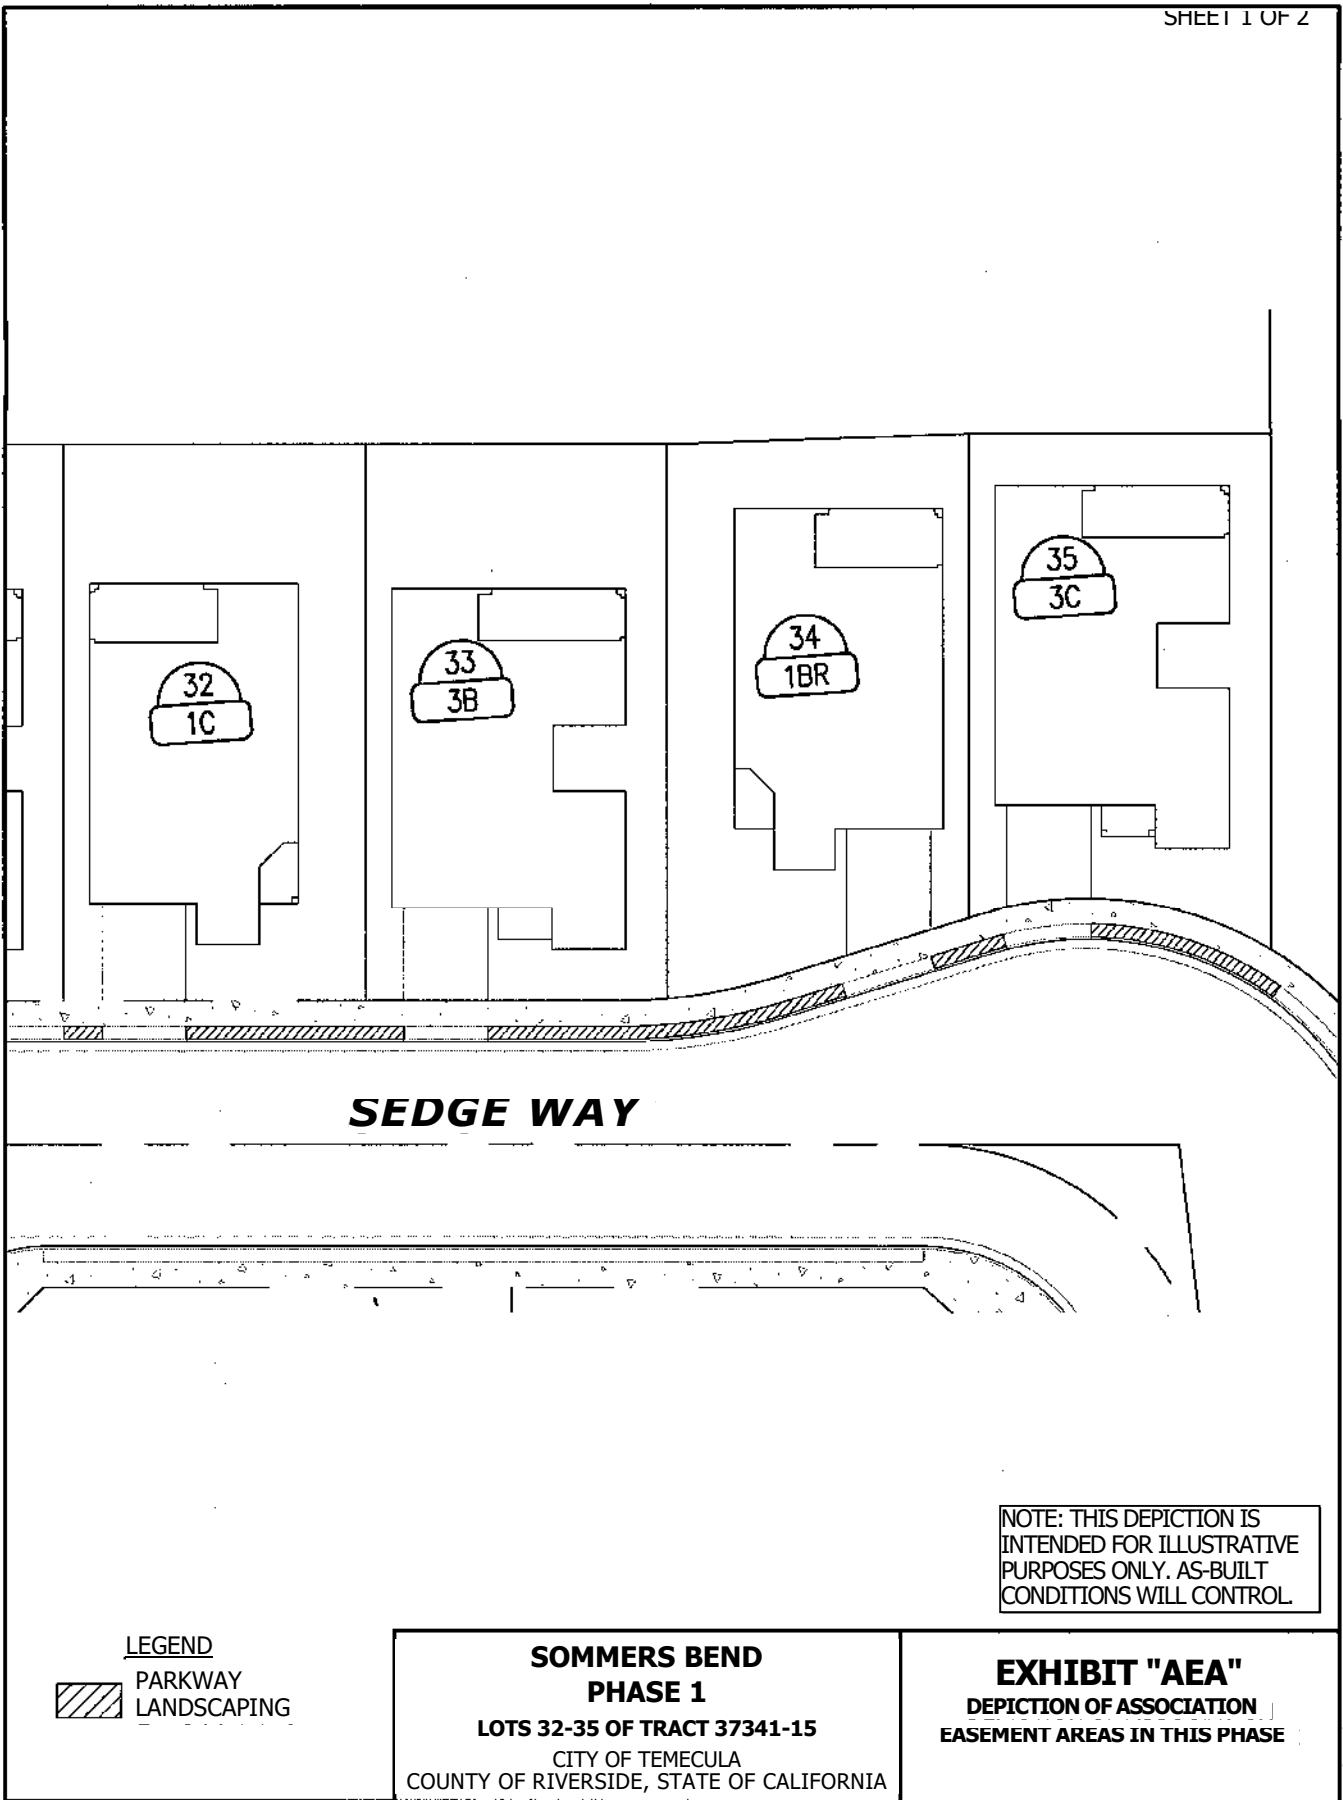 SHEET 1 OF 2
35
3C
34
1BR
33
3B
32
1C
SEDGE WAY
NOTE: THIS DEPICTION IS
INTENDED FOR ILLUSTRATIVE
PURPOSES ONLY. AS-BUILT
CONDITIONS WILL CONTROL.
LEGEND
PARKWAY
LANDSCAPING
SOMMERS BEND
PHASE 1
LOTS 32-35 OF TRACT 37341-15
CITY OF TEMECULA
COUNTY OF RIVERSIDE, STATE OF CALIFORNIA
EXHIBIT "AEA"
DEPICTION OF ASSOCIATION
EASEMENT AREAS IN THIS PHASE